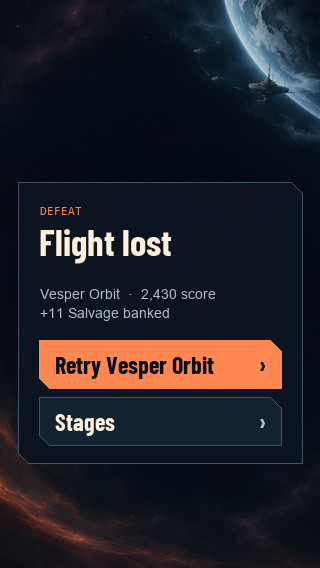 DEFEAT
Flight lost
Vesper Orbit · 2,430 score
+11 Salvage banked
Retry Vesper Orbit ›
Stages ›